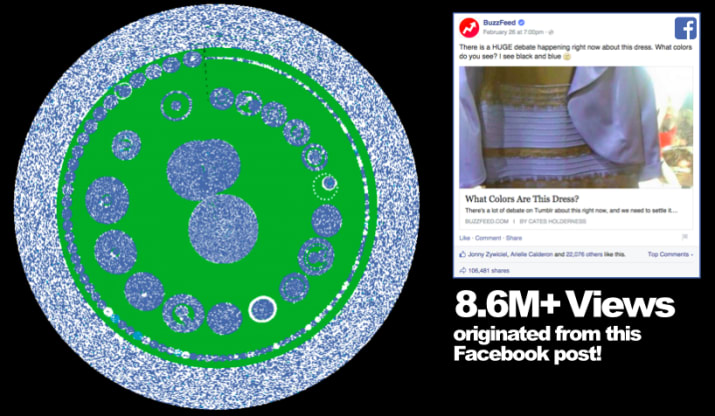 BuzzFeed
February 26 at 7:00pm
There is a HUGE debate happening right now about this dress. What colors
do you see? I see black and blue
What Colors Are This Dress?
There's a lot of debate on Tumblr about this right now, and we need to settle it....
BUZZFEED.COM | BY CATES HOLDERNESS
Like · Comment · Share
Jonny Zywiciel, Arielle Calderon and 22,076 others like this.
Top Comments
106,481 shares
8.6M+ Views
originated from this
Facebook post!